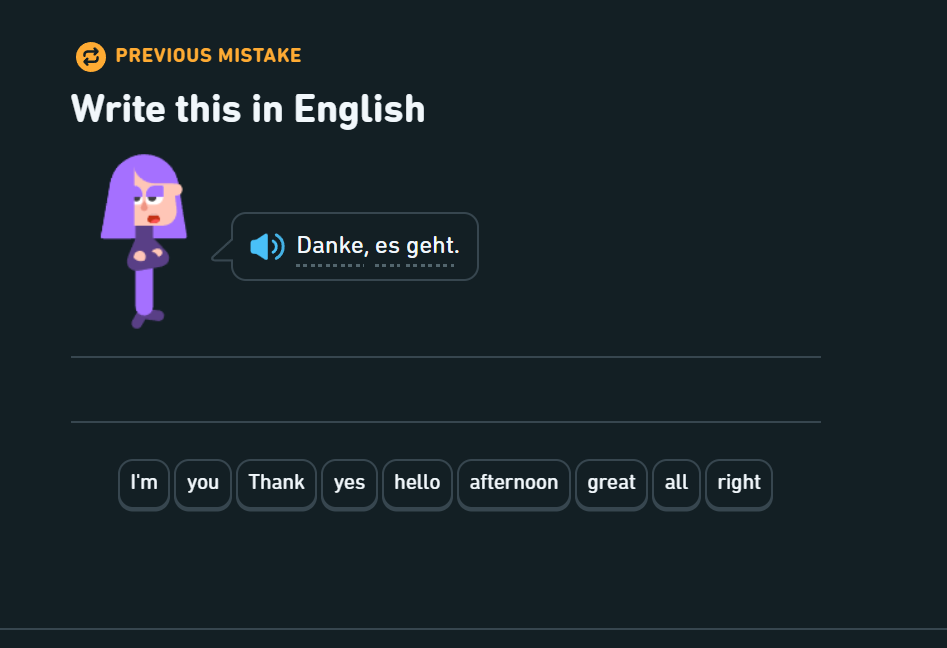 PREVIOUS MISTAKE
Write this in English
Danke, es geht.
I'm you Thank yes hello afternoon great all right